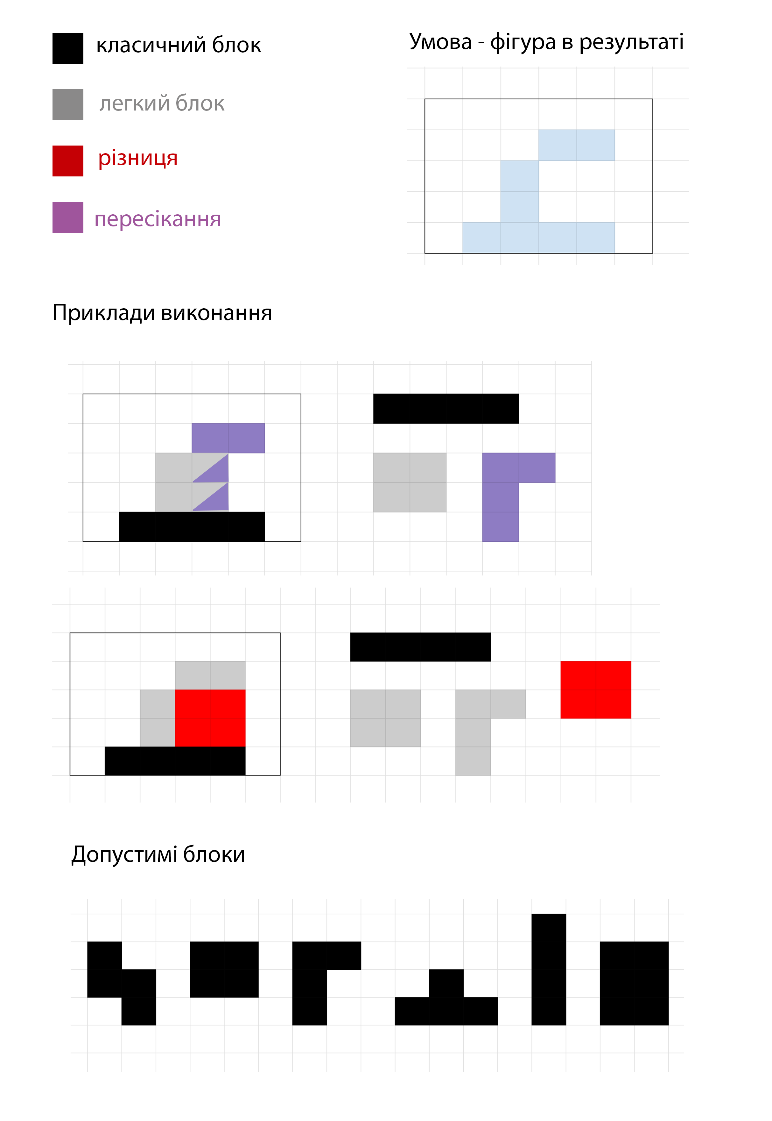 класичний блок
Умова - фігура в результаті
легкий блок
різниця
пересікання
Приклади виконання
Допустимі блоки